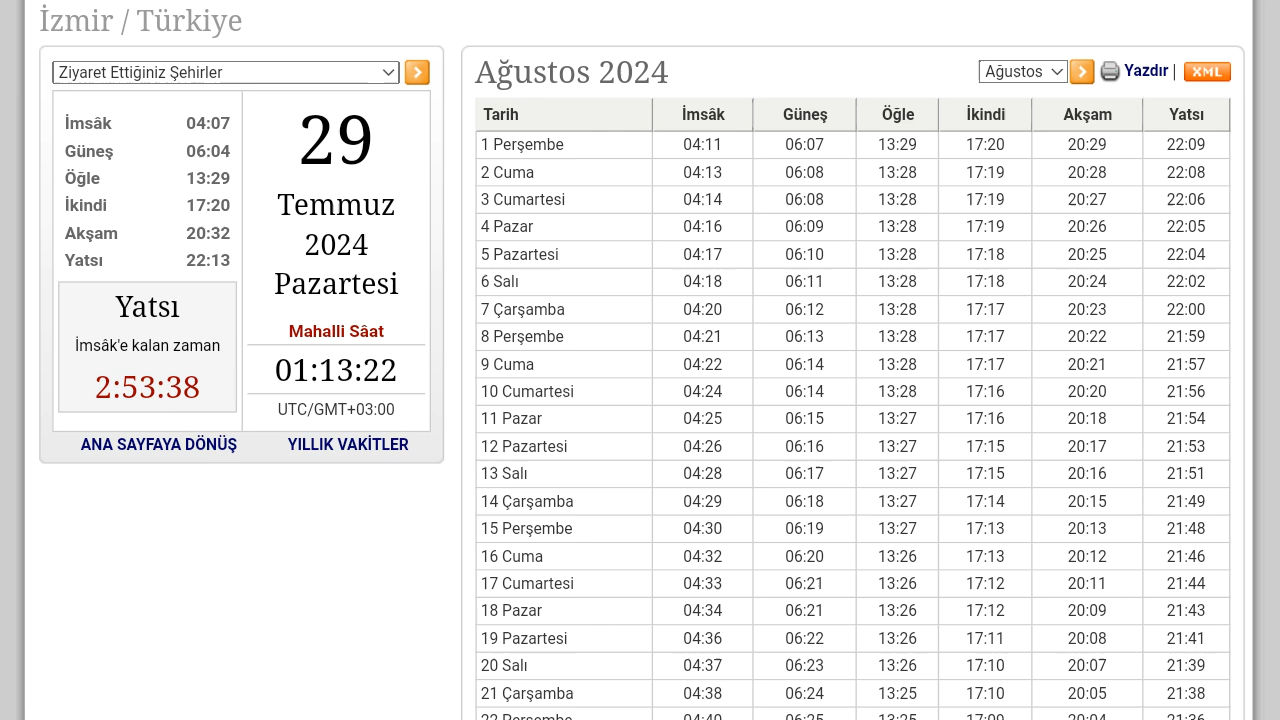 İzmir / Türkiye
Ziyaret Ettiğiniz Şehirler
İmsâk 04:07
Güneş 06:04
Öğle 13:29
İkindi 17:20
Akşam 20:32
Yatsı 22:13
Yatsı
İmsâk'e kalan zaman
2:53:38
29
Temmuz
2024
Pazartesi
Mahalli Sâat
01:13:22
UTC/GMT+03:00
ANA SAYFAYA DÖNÜŞ YILLIK VAKİTLER
Ağustos 2024 Ağustos Yazdır | XML
Tarih İmsâk Güneş Öğle İkindi Akşam Yatsı
1 Perşembe 04:11 06:07 13:29 17:20 20:29 22:09
2 Cuma 04:13 06:08 13:28 17:19 20:28 22:08
3 Cumartesi 04:14 06:08 13:28 17:19 20:27 22:06
4 Pazar 04:16 06:09 13:28 17:19 20:26 22:05
5 Pazartesi 04:17 06:10 13:28 17:18 20:25 22:04
6 Salı 04:18 06:11 13:28 17:18 20:24 22:02
7 Çarşamba 04:20 06:12 13:28 17:17 20:23 22:00
8 Perşembe 04:21 06:13 13:28 17:17 20:22 21:59
9 Cuma 04:22 06:14 13:28 17:17 20:21 21:57
10 Cumartesi 04:24 06:14 13:28 17:16 20:20 21:56
11 Pazar 04:25 06:15 13:27 17:16 20:18 21:54
12 Pazartesi 04:26 06:16 13:27 17:15 20:17 21:53
13 Salı 04:28 06:17 13:27 17:15 20:16 21:51
14 Çarşamba 04:29 06:18 13:27 17:14 20:15 21:49
15 Perşembe 04:30 06:19 13:27 17:13 20:13 21:48
16 Cuma 04:32 06:20 13:26 17:13 20:12 21:46
17 Cumartesi 04:33 06:21 13:26 17:12 20:11 21:44
18 Pazar 04:34 06:21 13:26 17:12 20:09 21:43
19 Pazartesi 04:36 06:22 13:26 17:11 20:08 21:41
20 Salı 04:37 06:23 13:26 17:10 20:07 21:39
21 Çarşamba 04:38 06:24 13:25 17:10 20:05 21:38
22 Perşembe 04:40 06:25 13:25 17:09 20:04 21:36